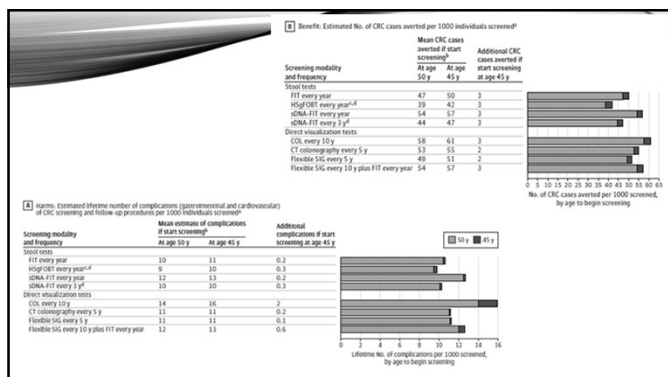 B Benefit: Estimated No. of CRC cases averted per 1000 individuals screenedᵃ
Screening modality and frequency
Mean CRC cases averted if start screeningᵇ
At age 50 y
At age 45 y
Additional CRC cases averted if start screening at age 45 y
Stool tests
FIT every year 47 50 3
HSgFOBT every yearᶜ,ᵈ 39 42 3
sDNA-FIT every year 54 57 3
sDNA-FIT every 3 yᵈ 44 47 3
Direct visualization tests
COL every 10 y 58 61 3
CT colonography every 5 y 53 55 2
Flexible SIG every 5 y 49 51 2
Flexible SIG every 10 y plus FIT every year 54 57 3
0 5 10 15 20 25 30 35 40 45 50 55 60 65
No. of CRC cases averted per 1000 screened,
by age to begin screening
A Harms: Estimated lifetime number of complications (gastrointestinal and cardiovascular)
of CRC screening and follow-up procedures per 1000 individuals screenedᵃ
Screening modality and frequency
Mean estimate of complications if start screeningᵇ
At age 50 y
At age 45 y
Additional complications if start screening at age 45 y
50 y 45 y
Stool tests
FIT every year 10 11 0.2
HSgFOBT every yearᶜ,ᵈ 9 10 0.3
sDNA-FIT every year 12 13 0.2
sDNA-FIT every 3 yᵈ 10 10 0.3
Direct visualization tests
COL every 10 y 14 16 2
CT colonography every 5 y 11 11 0.2
Flexible SIG every 5 y 11 11 0.1
Flexible SIG every 10 y plus FIT every year 12 13 0.6
0 2 4 6 8 10 12 14 16
Lifetime No. of complications per 1000 screened,
by age to begin screening